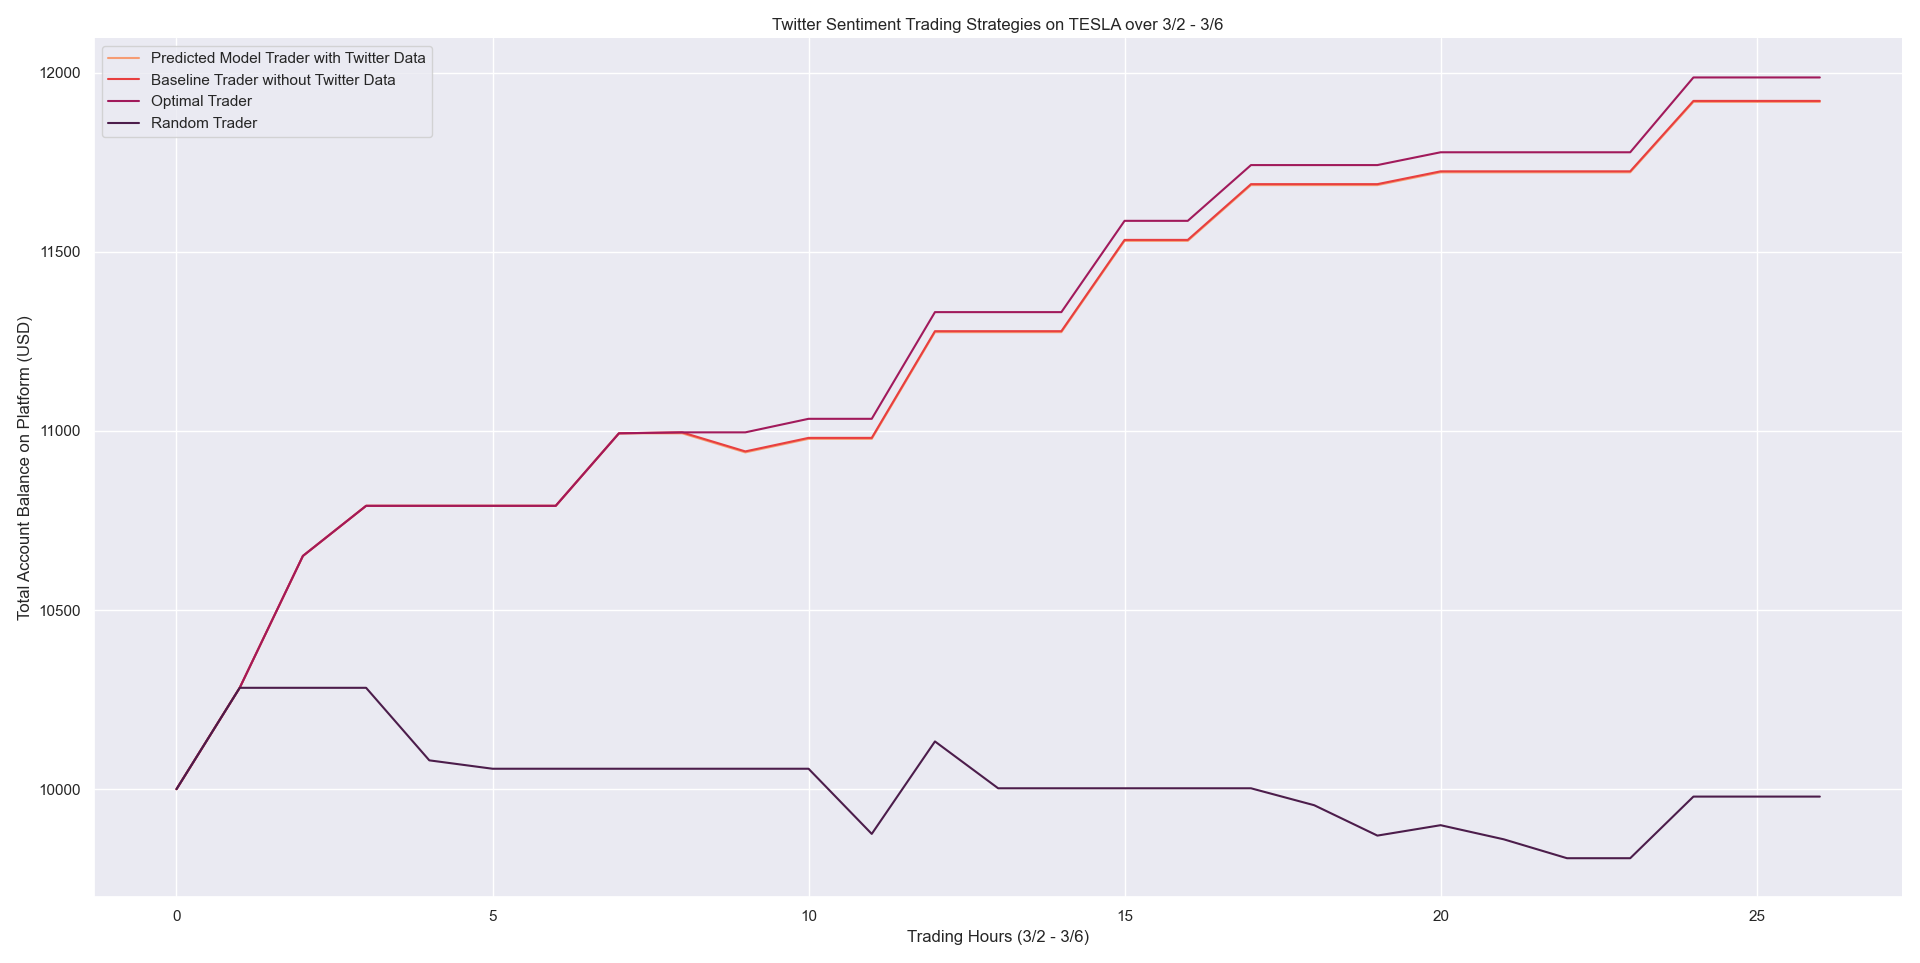 Twitter Sentiment Trading Strategies on TESLA over 3/2 - 3/6
Predicted Model Trader with Twitter Data
Baseline Trader without Twitter Data
Optimal Trader
Random Trader
Total Account Balance on Platform (USD)
12000
11500
11000
10500
10000
0 5 10 15 20 25
Trading Hours (3/2 - 3/6)